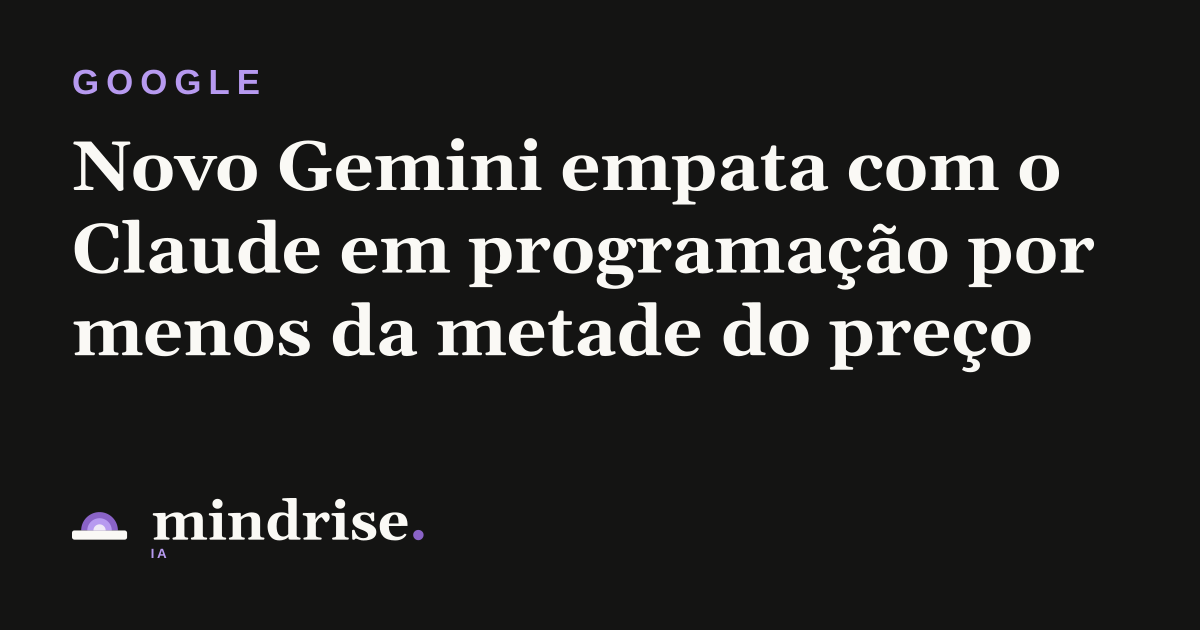 GOOGLE
Novo Gemini empata com o
Claude em programação por
menos da metade do preço
mindrise.
IA